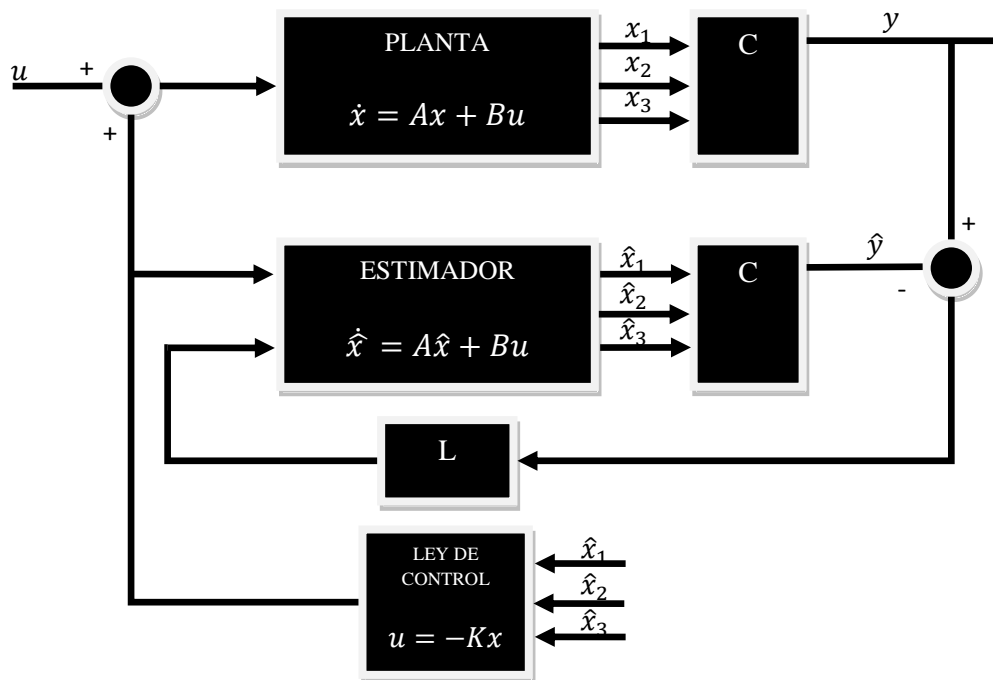 PLANTA
ẋ = Ax + Bu
x₁
x₂
x₃
C
y
u
+
+
ESTIMADOR
x̂̇ = Ax̂ + Bu
x̂₁
x̂₂
x̂₃
C
ŷ
+
-
L
LEY DE
CONTROL
u = −Kx
x̂₁
x̂₂
x̂₃